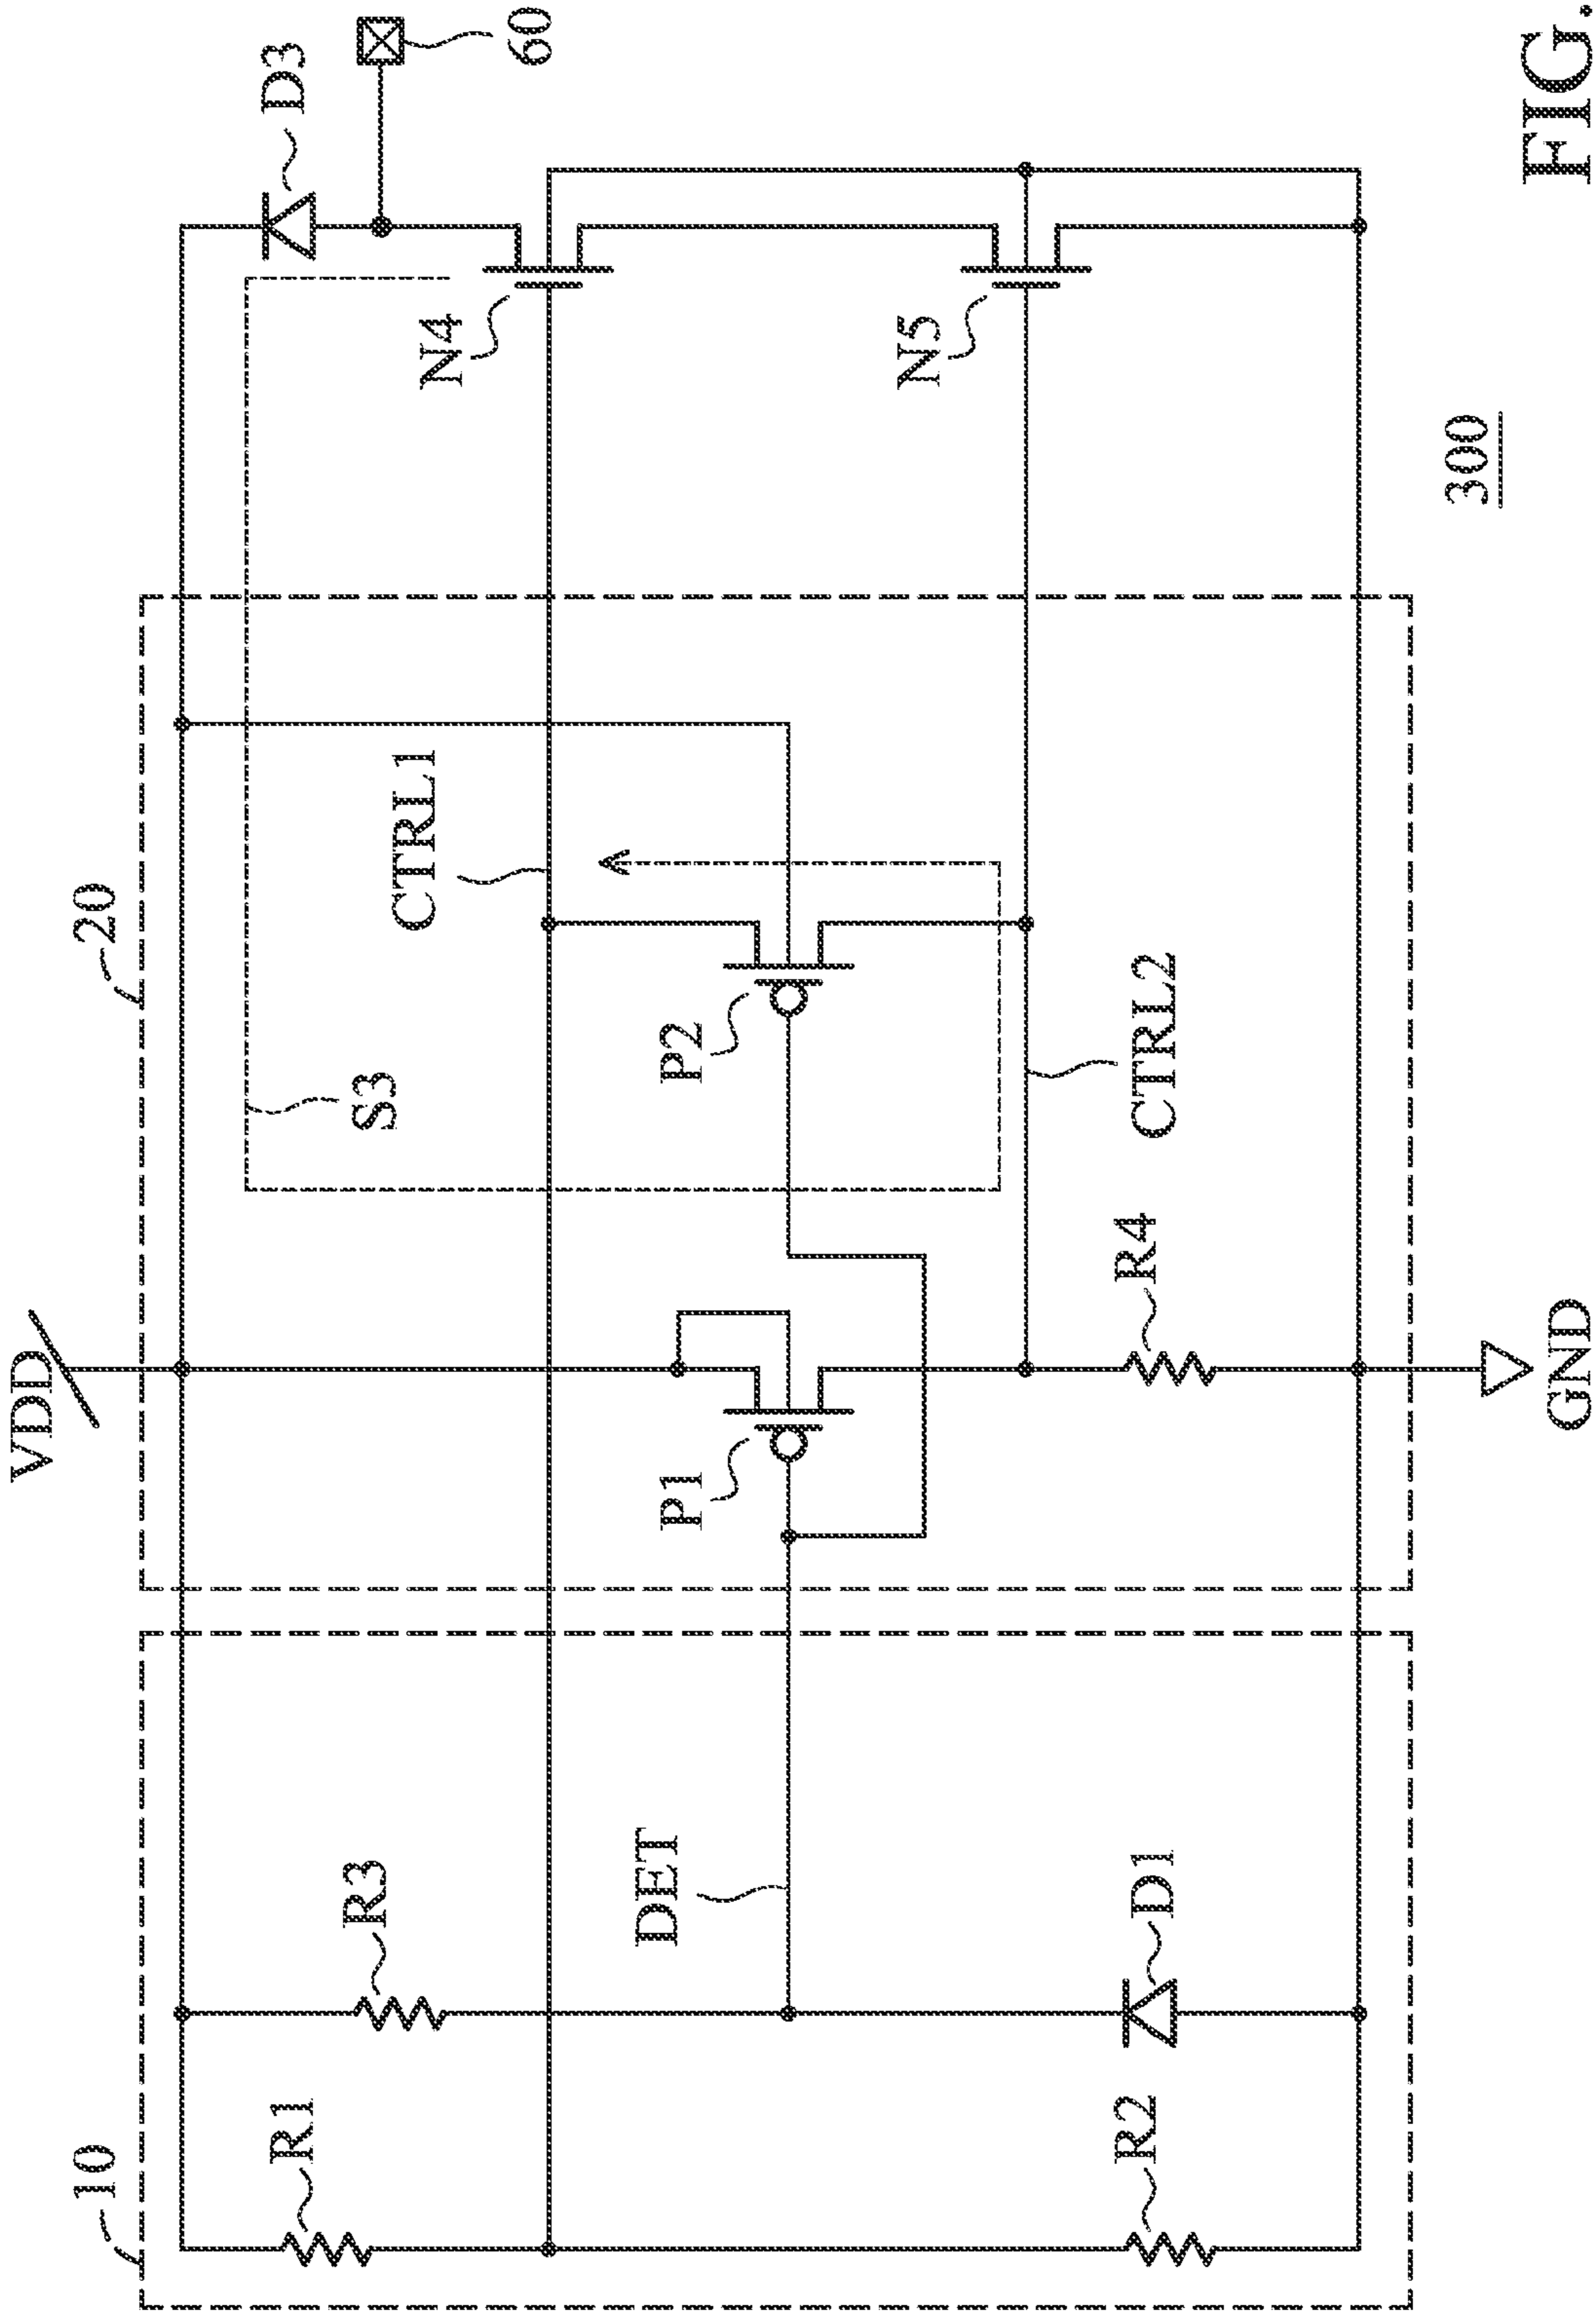 VDD
10
20
R1
R3
D3
60
S3
CTRL1
N4
DET
P1
P2
N5
R2
D1
R4
CTRL2
300
GND
FIG.